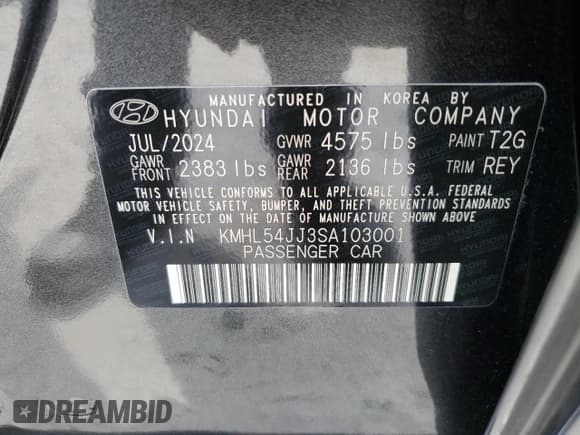 MANUFACTURED IN KOREA BY
HYUNDAI MOTOR COMPANY
JUL/2024 GVWR 4575 lbs PAINT T2G
GAWR FRONT 2383 lbs GAWR REAR 2136 lbs TRIM REY
THIS VEHICLE CONFORMS TO ALL APPLICABLE U.S.A. FEDERAL
MOTOR VEHICLE SAFETY, BUMPER, AND THEFT PREVENTION STANDARDS
IN EFFECT ON THE DATE OF MANUFACTURE SHOWN ABOVE
V.I.N KMHL54JJ3SA103001
PASSENGER CAR
DREAMBID